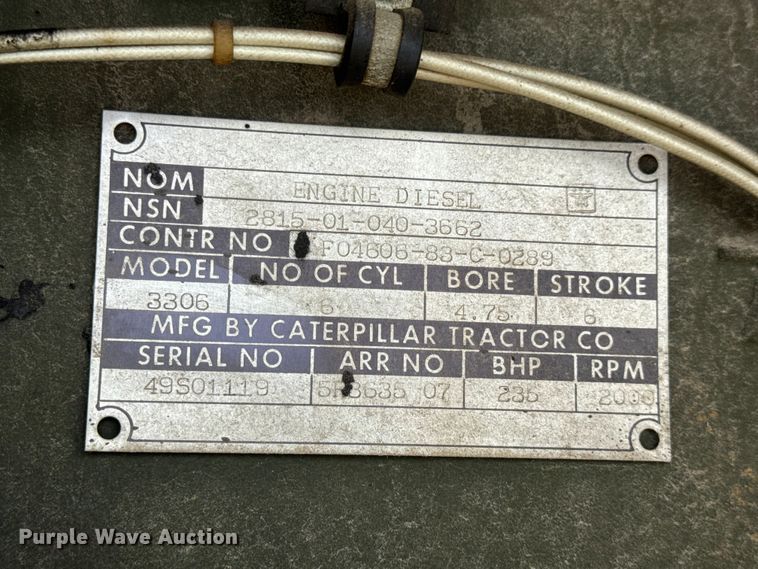 NOM ENGINE DIESEL
NSN 2815-01-040-3662
CONTR NO F04606-83-C-0289
MODEL NO OF CYL BORE STROKE
3306 6 4.75 6
MFG BY CATERPILLAR TRACTOR CO
SERIAL NO ARR NO BHP RPM
49S01119 07 235 2000
Purple Wave Auction